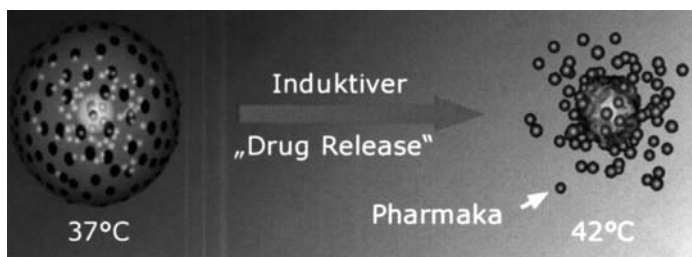 Induktiver
„Drug Release“
Pharmaka
37°C
42°C